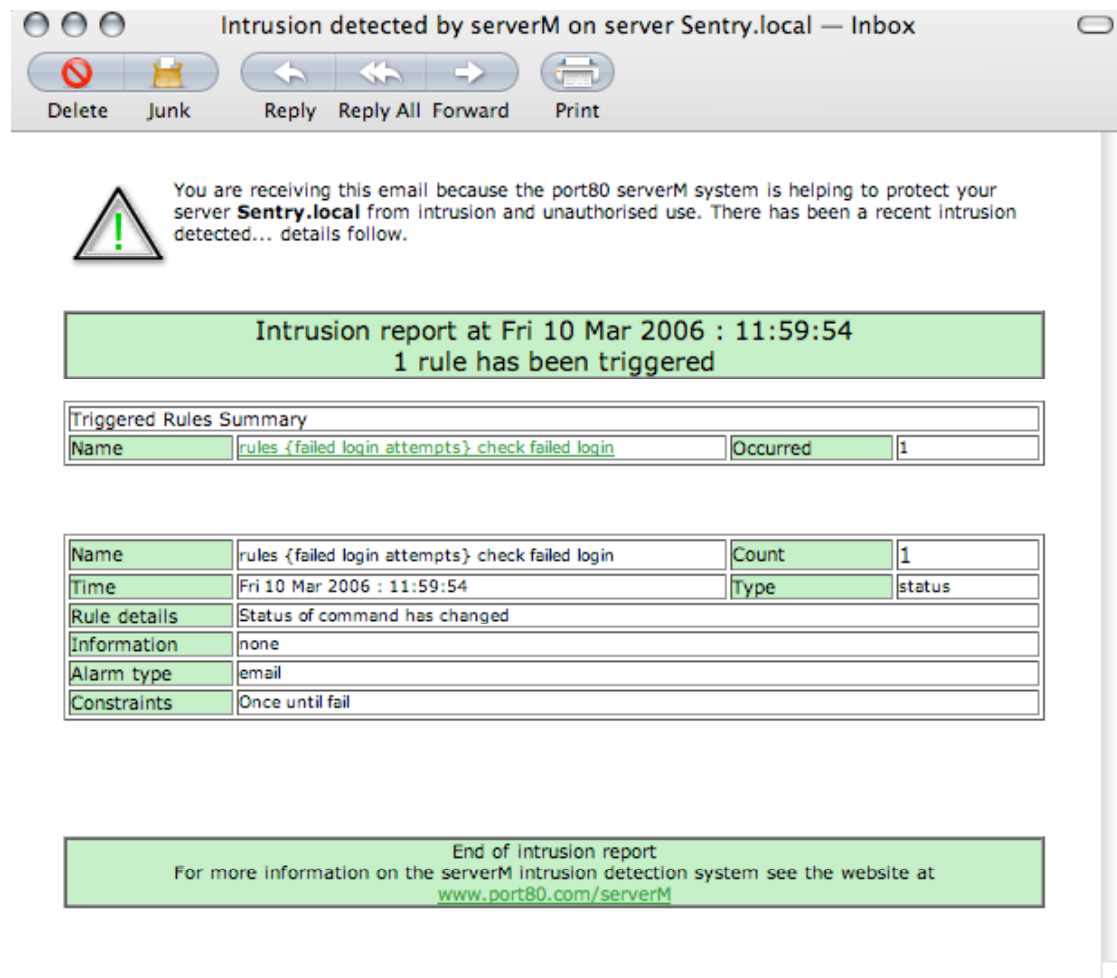 Intrusion detected by serverM on server Sentry.local — Inbox
Delete Junk Reply Reply All Forward Print
You are receiving this email because the port80 serverM system is helping to protect your
server Sentry.local from intrusion and unauthorised use. There has been a recent intrusion
detected... details follow.
Intrusion report at Fri 10 Mar 2006 : 11:59:54
1 rule has been triggered
Triggered Rules Summary
Name rules {failed login attempts} check failed login Occurred 1
Name rules {failed login attempts} check failed login Count 1
Time Fri 10 Mar 2006 : 11:59:54 Type status
Rule details Status of command has changed
Information none
Alarm type email
Constraints Once until fail
End of intrusion report
For more information on the serverM intrusion detection system see the website at
www.port80.com/serverM